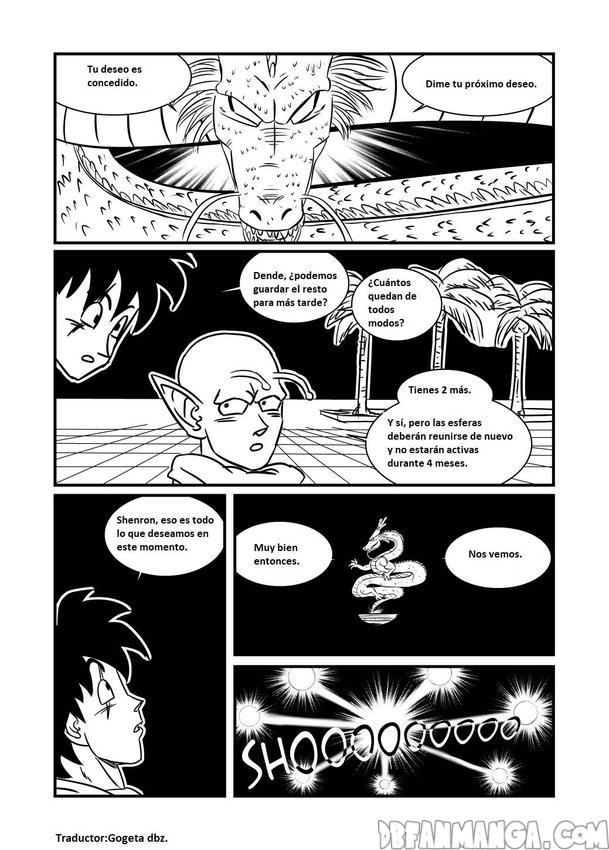 Tu deseo es
concedido.
Dime tu próximo deseo.
Dende, ¿podemos
guardar el resto
para más tarde?
¿Cuántos
quedan de
todos
modos?
Tienes 2 más.
Y sí, pero las esferas
deberán reunirse de nuevo
y no estarán activas
durante 4 meses.
Shenron, eso es todo
lo que deseamos en
este momento.
Muy bien
entonces.
Nos vemos.
SHOOOOOOOOOO
Traductor:Gogeta dbz.
DBFANMANGA.COM